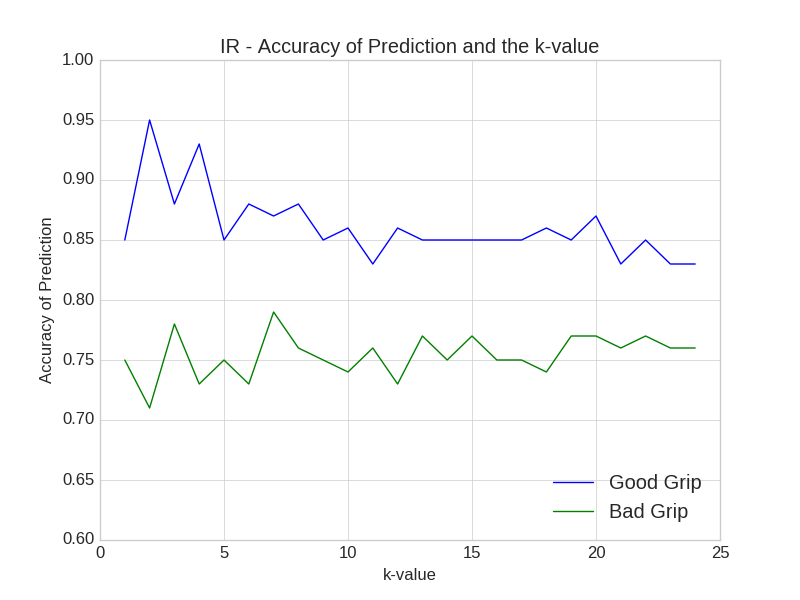 IR - Accuracy of Prediction and the k-value
1.00
0.95
0.90
0.85
0.80
0.75
0.70
0.65
0.60
Accuracy of Prediction
Good Grip
Bad Grip
0 5 10 15 20 25
k-value